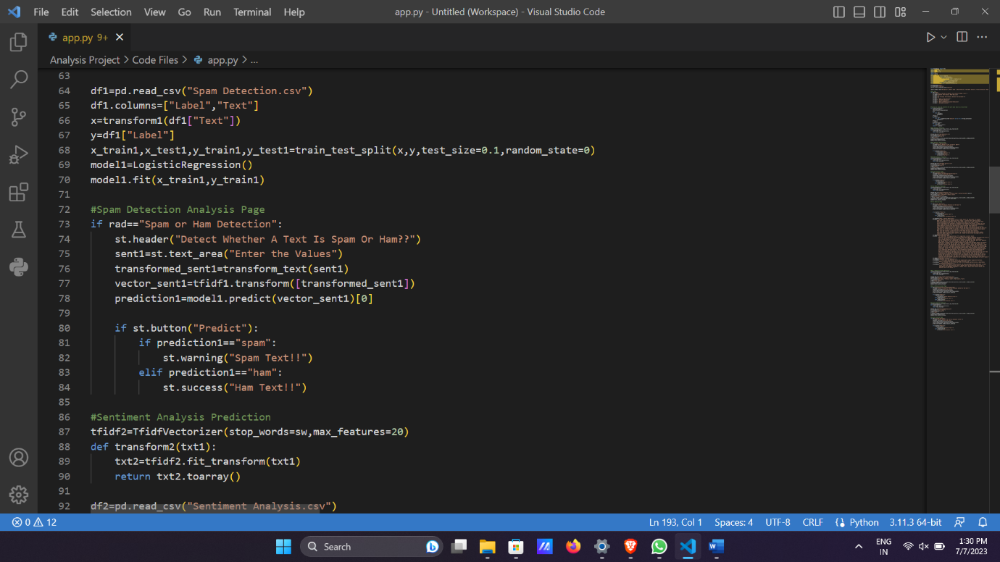 File Edit Selection View Go Run Terminal Help app.py - Untitled (Workspace) - Visual Studio Code
app.py 9+
Analysis Project > Code Files > app.py > ...
63
64 df1=pd.read_csv("Spam Detection.csv")
65 df1.columns=["Label","Text"]
66 x=transform1(df1["Text"])
67 y=df1["Label"]
68 x_train1,x_test1,y_train1,y_test1=train_test_split(x,y,test_size=0.1,random_state=0)
69 model1=LogisticRegression()
70 model1.fit(x_train1,y_train1)
71
72 #Spam Detection Analysis Page
73 if rad=="Spam or Ham Detection":
74 st.header("Detect Whether A Text Is Spam Or Ham??")
75 sent1=st.text_area("Enter the Values")
76 transformed_sent1=transform_text(sent1)
77 vector_sent1=tfidf1.transform([transformed_sent1])
78 prediction1=model1.predict(vector_sent1)[0]
79
80 if st.button("Predict"):
81 if prediction1=="spam":
82 st.warning("Spam Text!!")
83 elif prediction1=="ham":
84 st.success("Ham Text!!")
85
86 #Sentiment Analysis Prediction
87 tfidf2=TfidfVectorizer(stop_words=sw,max_features=20)
88 def transform2(txt1):
89 txt2=tfidf2.fit_transform(txt1)
90 return txt2.toarray()
91
92 df2=pd.read_csv("Sentiment Analysis.csv")
0 12 Ln 193, Col 1 Spaces: 4 UTF-8 CRLF Python 3.11.3 64-bit
Search ENG IN 1:30 PM
7/7/2023